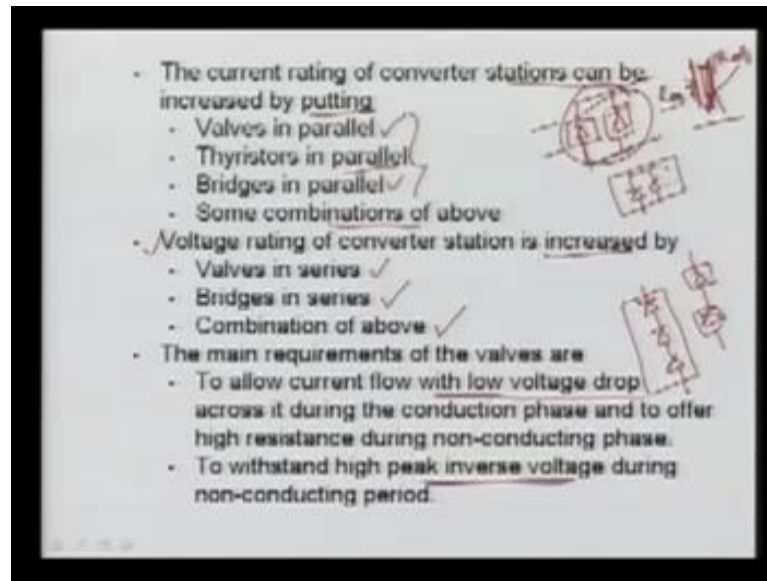 The current rating of converter stations can be
increased by putting
Valves in parallel
Thyristors in parallel
Bridges in parallel
Some combinations of above
Voltage rating of converter station is increased by
Valves in series
Bridges in series
Combination of above
The main requirements of the valves are
To allow current flow with low voltage drop
across it during the conduction phase and to offer
high resistance during non-conducting phase.
To withstand high peak inverse voltage during
non-conducting period.